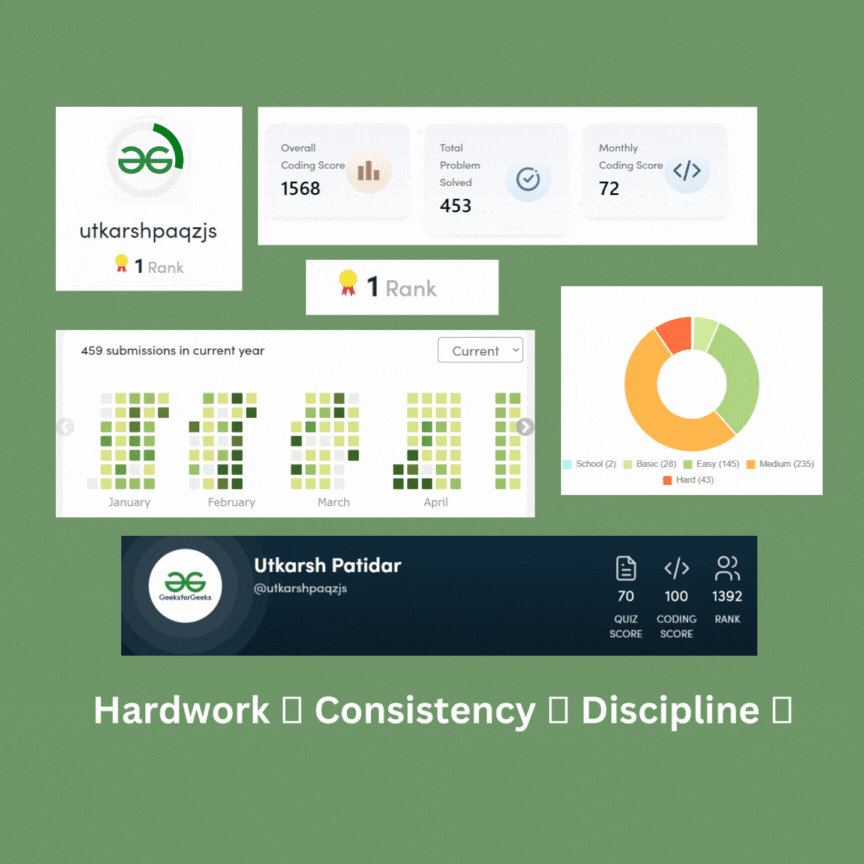 utkarshpaqzjs
1 Rank
Overall
Coding Score
1568
Total
Problem
Solved
453
Monthly
Coding Score
72
1 Rank
459 submissions in current year
Current
January
February
March
April
School (2) Basic (28) Easy (145) Medium (235)
Hard (43)
GeeksforGeeks
Utkarsh Patidar
@utkarshpaqzjs
70
QUIZ
SCORE
100
CODING
SCORE
1392
RANK
Hardwork Consistency Discipline